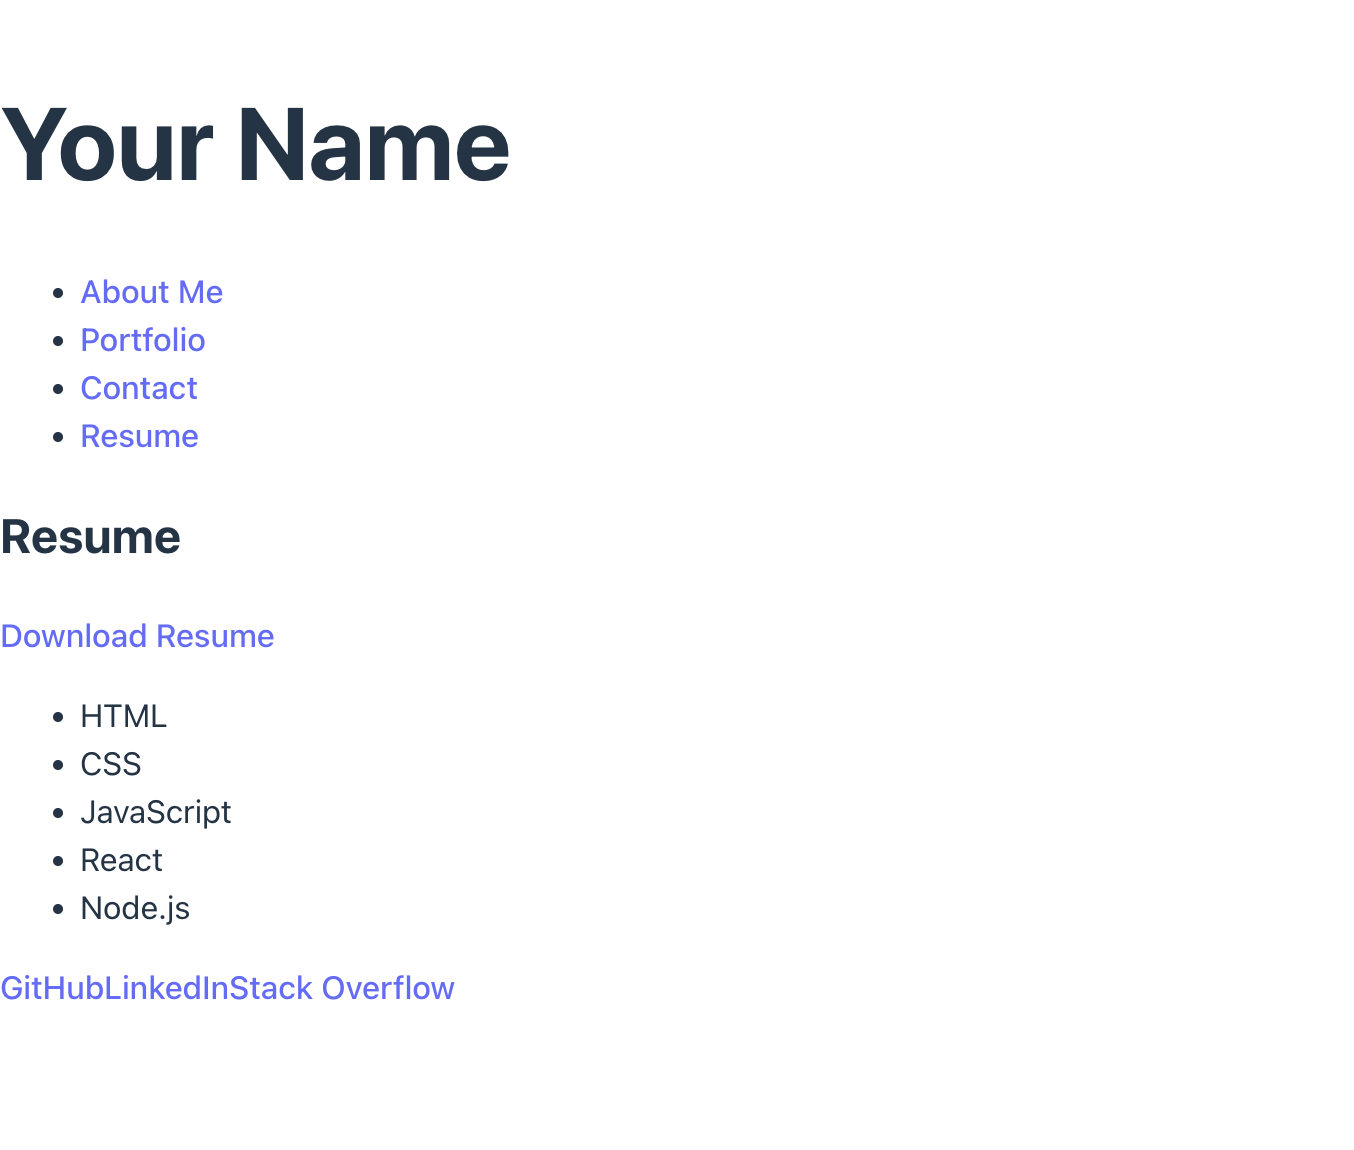 Your Name
About Me
Portfolio
Contact
Resume
Resume
Download Resume
HTML
CSS
JavaScript
React
Node.js
GitHubLinkedInStack Overflow